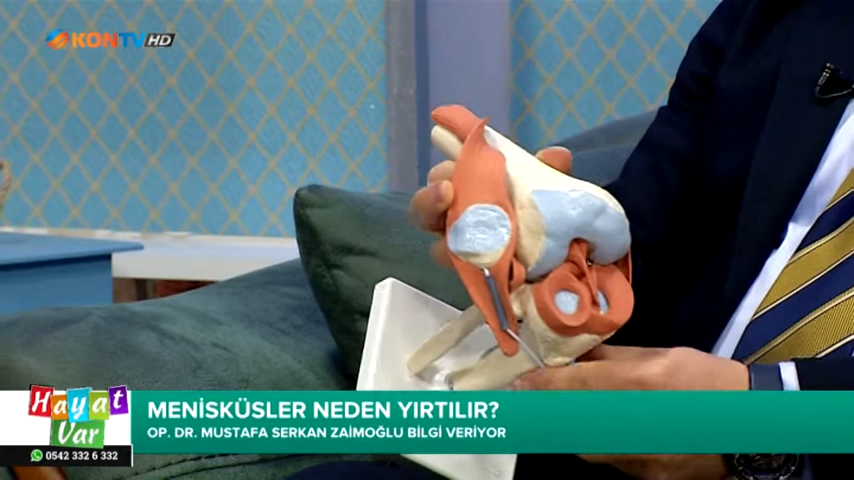 KONTV HD
MENİSKÜSLER NEDEN YIRTILIR?
OP. DR. MUSTAFA SERKAN ZAİMOĞLU BİLGİ VERİYOR
Hayat
Var
0542 332 6 332